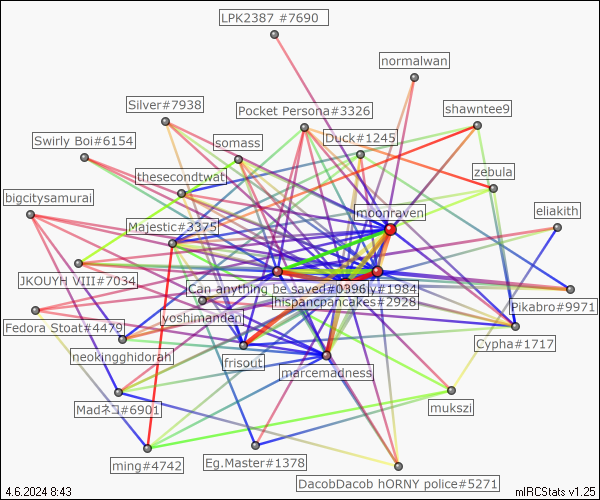 LPK2387 #7690
normalwan
Silver#7938
Pocket Persona#3326
shawntee9
Swirly Boi#6154
somass
Duck#1245
thesecondtwat
zebula
bigcitysamurai
moonraven
eliakith
Majestic#3375
JKOUYH VIII#7034
Can anything be saved#0396
y#1984
hispancpancakes#2928
Pikabro#9971
yoshimanden
Fedora Stoat#4479
Cypha#1717
neokingghidorah
frisout
marcemadness
Madネコ#6901
mukszi
ming#4742
Eg.Master#1378
DacobDacob hORNY police#5271
4.6.2024 8:43
mIRCStats v1.25